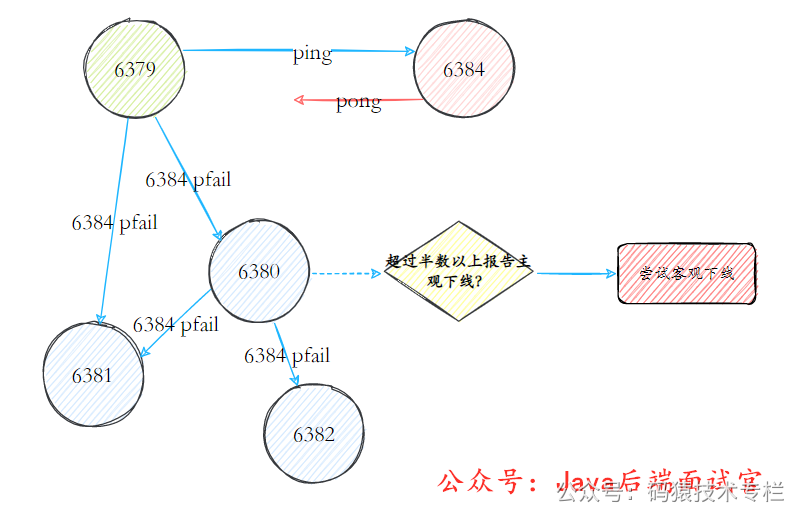 6379
ping
6384
pong
6384 pfail
6384 pfail
6380
超过半数以上报告主
观下线?
尝试客观下线
6384 pfail
6384 pfail
6381
6382
公众号：Java后端面试官
公众号：码猿技术专栏